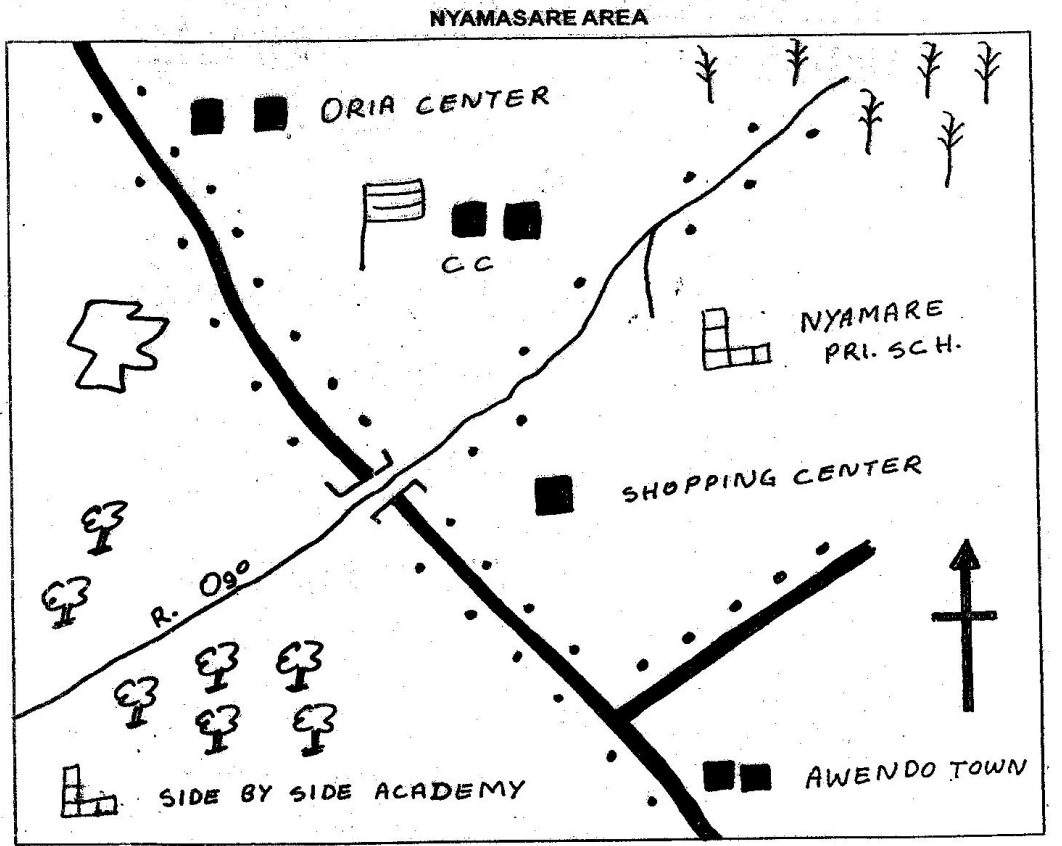 NYAMASARE AREA
ORIA CENTER
CC
NYAMARE
PRI. SCH.
SHOPPING CENTER
R. Ogo
AWENDO TOWN
SIDE BY SIDE ACADEMY